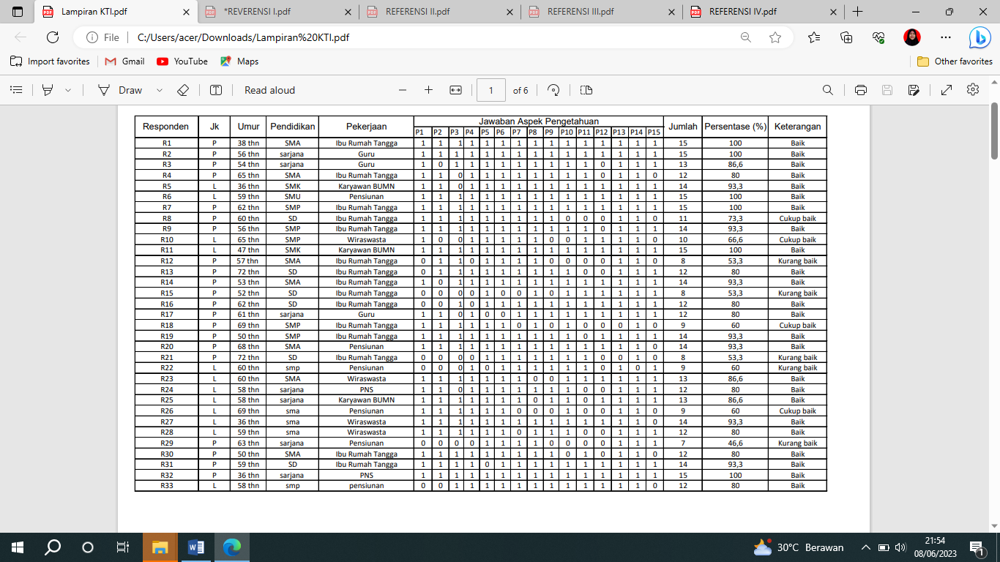 Lampiran KTI.pdf *REVERENSI I.pdf REFERENSI II.pdf REFERENSI III.pdf REFERENSI IV.pdf
File C:/Users/acer/Downloads/Lampiran%20KTI.pdf
Import favorites Gmail YouTube Maps Other favorites
Draw Read aloud 1 of 6
Responden Jk Umur Pendidikan Pekerjaan Jawaban Aspek Pengetahuan Jumlah Persentase (%) Keterangan
P1 P2 P3 P4 P5 P6 P7 P8 P9 P10 P11 P12 P13 P14 P15
R1 P 38 thn SMA Ibu Rumah Tangga 1 1 1 1 1 1 1 1 1 1 1 1 1 1 1 15 100 Baik
R2 P 56 thn sarjana Guru 1 1 1 1 1 1 1 1 1 1 1 1 1 1 1 15 100 Baik
R3 P 54 thn sarjana Guru 1 0 1 1 1 1 1 1 1 1 1 0 1 1 1 13 86,6 Baik
R4 P 65 thn SMA Ibu Rumah Tangga 1 1 0 1 1 1 1 1 1 1 1 0 1 1 0 12 80 Baik
R5 L 36 thn SMK Karyawan BUMN 1 1 0 1 1 1 1 1 1 1 1 1 1 1 1 14 93,3 Baik
R6 L 59 thn SMU Pensiunan 1 1 1 1 1 1 1 1 1 1 1 1 1 1 1 15 100 Baik
R7 P 62 thn SMP Ibu Rumah Tangga 1 1 1 1 1 1 1 1 1 1 1 1 1 1 1 15 100 Baik
R8 P 60 thn SD Ibu Rumah Tangga 1 1 1 1 1 1 1 1 1 0 0 0 1 1 0 11 73,3 Cukup baik
R9 P 56 thn SMP Ibu Rumah Tangga 1 1 1 1 1 1 1 1 1 1 1 0 1 1 1 14 93,3 Baik
R10 L 65 thn SMP Wiraswasta 1 0 0 1 1 1 1 1 0 0 1 1 1 1 0 10 66,6 Cukup baik
R11 L 47 thn SMK Karyawan BUMN 1 1 1 1 1 1 1 1 1 1 1 1 1 1 1 15 100 Baik
R12 P 57 thn SMA Ibu Rumah Tangga 0 1 1 0 1 1 1 1 0 0 0 0 1 1 0 8 53,3 Kurang baik
R13 P 72 thn SD Ibu Rumah Tangga 0 1 1 1 1 1 1 1 1 1 0 0 1 1 1 12 80 Baik
R14 P 53 thn SMA Ibu Rumah Tangga 1 0 1 1 1 1 1 1 1 1 1 1 1 1 1 14 93,3 Baik
R15 P 52 thn SD Ibu Rumah Tangga 0 0 0 0 1 0 0 1 0 1 1 1 1 1 1 8 53,3 Kurang baik
R16 P 62 thn SD Ibu Rumah Tangga 0 0 1 0 1 1 1 1 1 1 1 1 1 1 1 12 80 Baik
R17 P 61 thn sarjana Guru 1 1 0 1 0 0 1 1 1 1 1 1 1 1 1 12 80 Baik
R18 P 69 thn SMP Ibu Rumah Tangga 1 1 1 1 1 1 0 1 0 1 0 0 0 1 0 9 60 Cukup baik
R19 P 50 thn SMP Ibu Rumah Tangga 1 1 1 1 1 1 1 1 1 1 0 1 1 1 1 14 93,3 Baik
R20 P 68 thn SMA Pensiunan 1 1 1 1 1 1 1 1 1 1 1 1 1 1 0 14 93,3 Baik
R21 P 72 thn SD Ibu Rumah Tangga 0 0 0 0 1 1 1 1 1 1 1 0 0 1 0 8 53,3 Kurang baik
R22 L 60 thn smp Pensiunan 0 0 0 1 0 1 1 1 1 1 1 0 1 0 1 9 60 Kurang baik
R23 L 60 thn SMA Wiraswasta 1 1 1 1 1 1 1 0 0 1 1 1 1 1 1 13 86,6 Baik
R24 L 58 thn sarjana PNS 1 1 0 1 1 1 1 1 1 1 0 0 1 1 1 12 80 Baik
R25 L 58 thn sarjana Karyawan BUMN 1 1 1 1 1 1 1 0 1 1 0 1 1 1 1 13 86,6 Baik
R26 L 69 thn sma Pensiunan 1 1 1 1 1 1 0 0 0 1 0 0 1 1 0 9 60 Cukup baik
R27 L 36 thn sma Wiraswasta 1 1 1 1 1 1 1 1 1 1 1 1 1 1 0 14 93,3 Baik
R28 L 59 thn sma Wiraswasta 1 1 1 1 1 1 0 1 1 1 0 0 1 1 1 12 80 Baik
R29 P 63 thn sarjana Pensiunan 0 0 0 0 1 1 1 1 0 0 0 0 1 1 1 7 46,6 Kurang baik
R30 P 50 thn SMA Ibu Rumah Tangga 1 1 1 1 1 1 1 1 1 0 1 0 1 1 0 12 80 Baik
R31 P 59 thn SD Ibu Rumah Tangga 1 1 1 1 0 1 1 1 1 1 1 1 1 1 1 14 93,3 Baik
R32 P 36 thn sarjana PNS 1 1 1 1 1 1 1 1 1 1 1 1 1 1 1 15 100 Baik
R33 L 58 thn smp pensiunan 0 0 1 1 1 1 1 1 1 1 1 1 1 1 0 12 80 Baik
30°C Berawan 21:54
08/06/2023 1